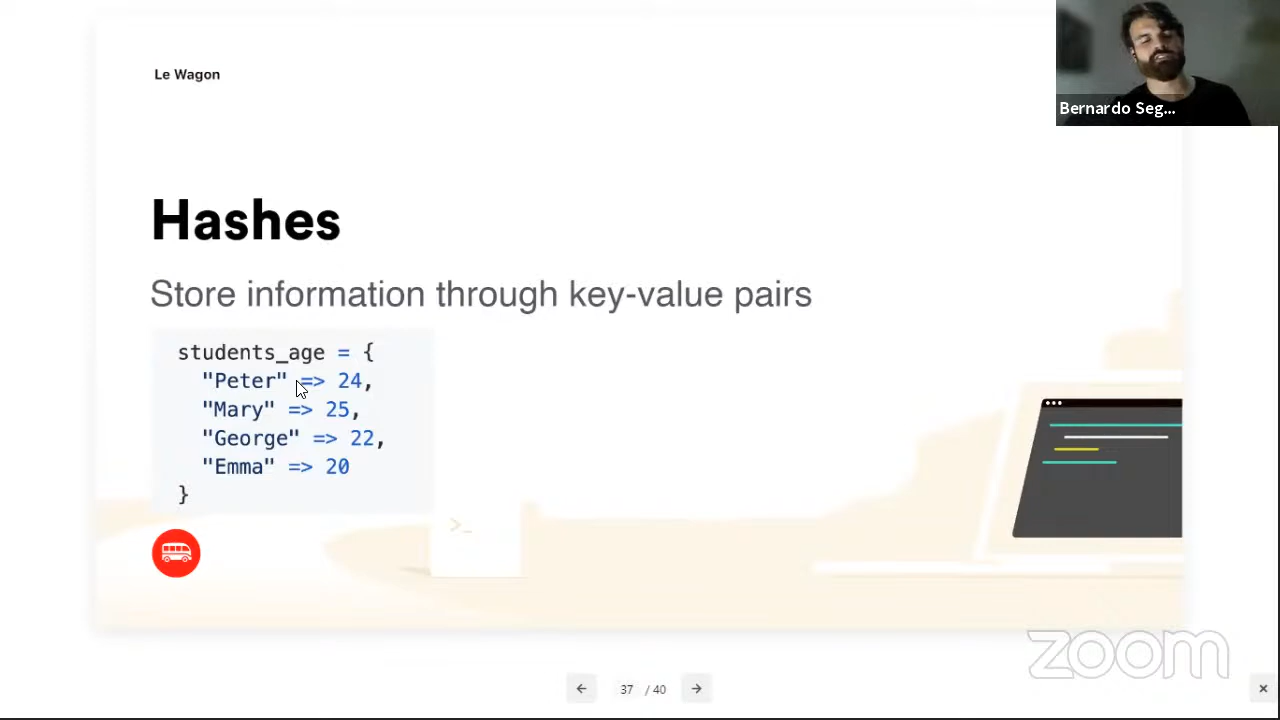 Le Wagon
Bernardo Seg...
Hashes
Store information through key-value pairs
students_age = {
"Peter" => 24,
"Mary" => 25,
"George" => 22,
"Emma" => 20
}
>_
zoom
37 / 40